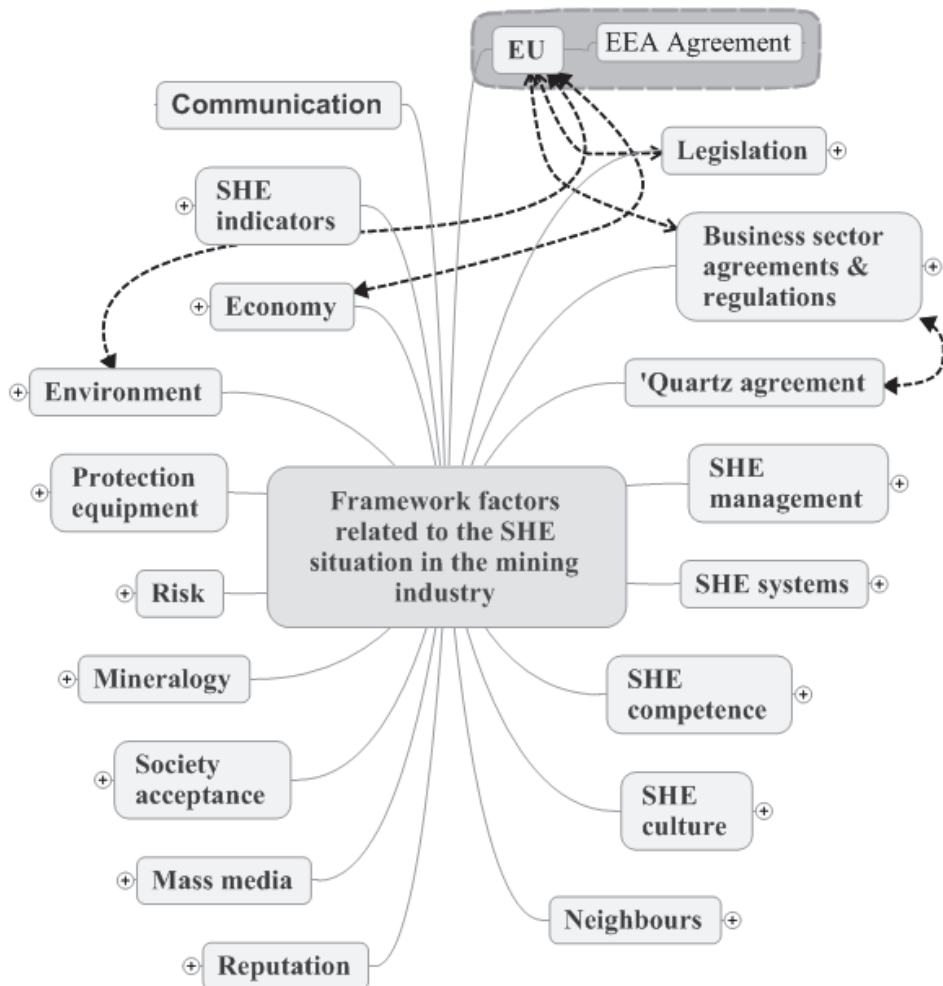 EU
EEA Agreement
Communication
Legislation
SHE
indicators
Business sector
agreements &
regulations
Economy
'Quartz agreement
Environment
SHE
management
Protection
equipment
Framework factors
related to the SHE
situation in the mining
industry
Risk
SHE systems
Mineralogy
SHE
competence
Society
acceptance
SHE
culture
Mass media
Neighbours
Reputation